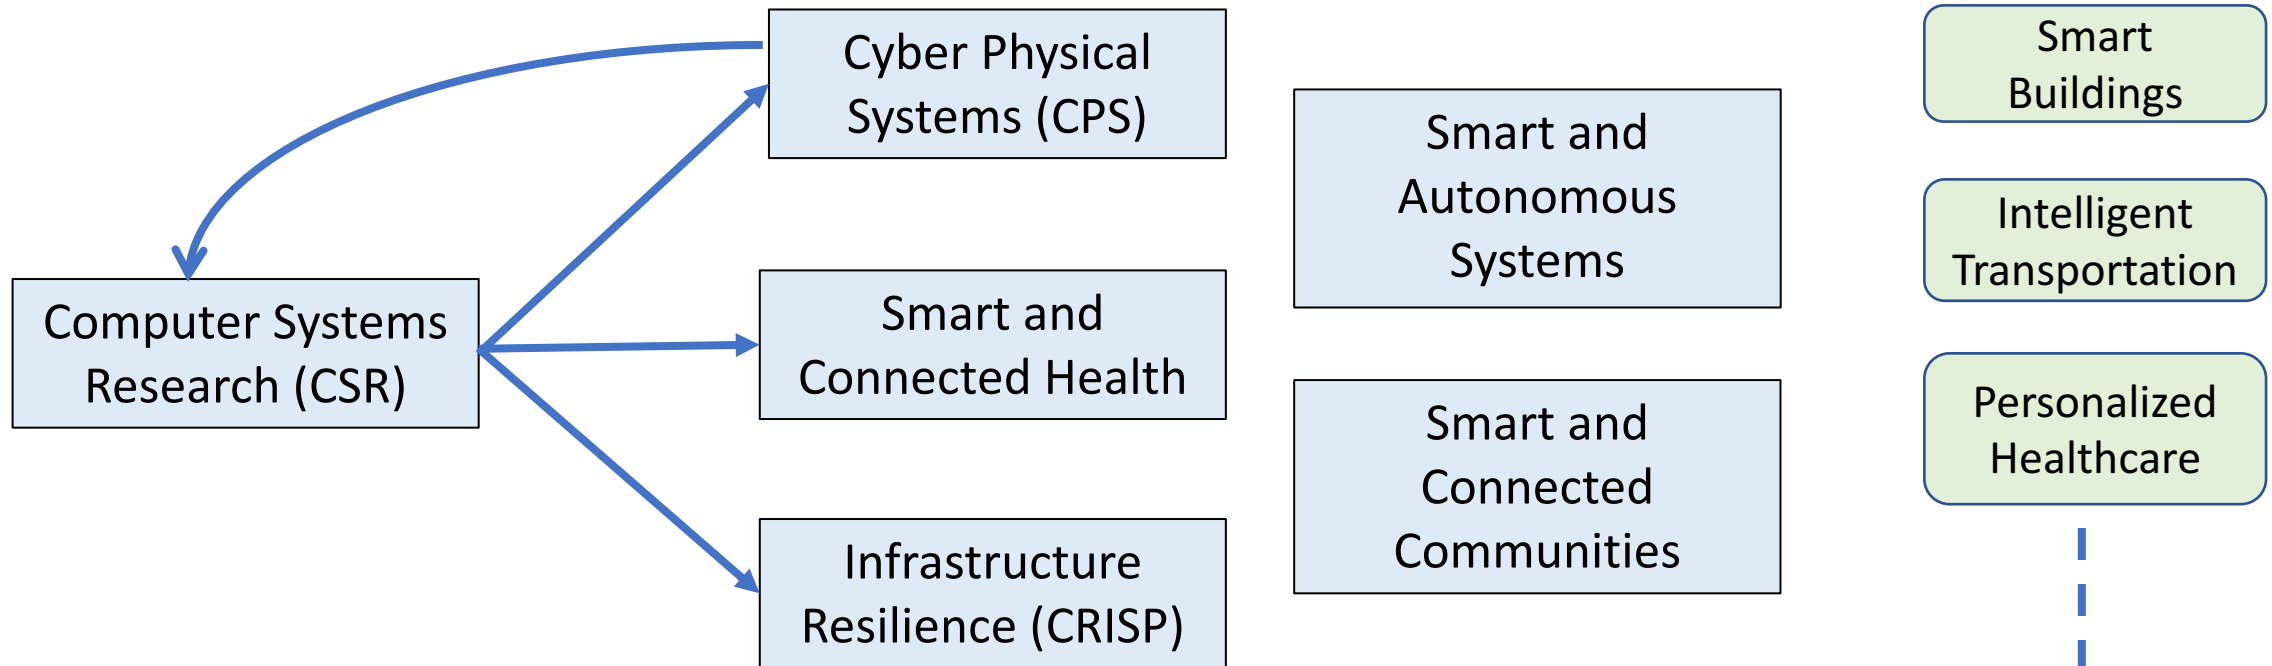 Computer Systems
Research (CSR)
Cyber Physical
Systems (CPS)
Smart and
Connected Health
Infrastructure
Resilience (CRISP)
Smart and
Autonomous
Systems
Smart and
Connected
Communities
Smart
Buildings
Intelligent
Transportation
Personalized
Healthcare